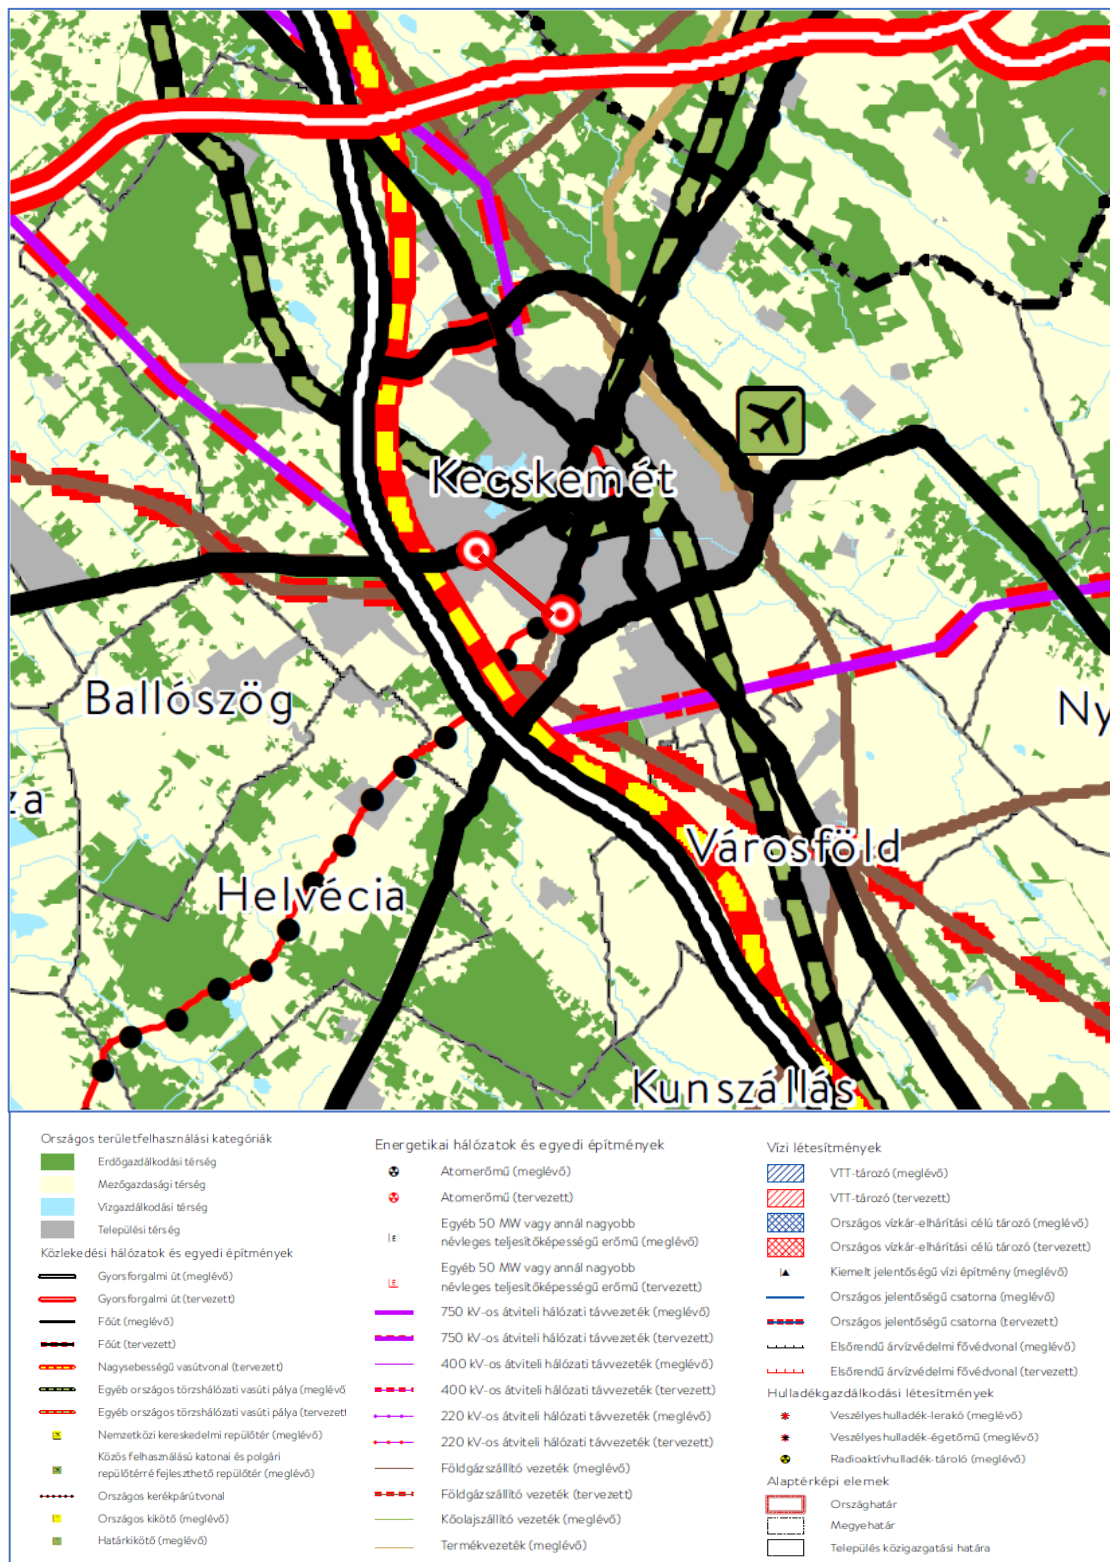 Kecskemét
Ballószög
Ny
za
Városföld
Helvécia
Kunszállás
Országos területfelhasználási kategóriák
Erdőgazdálkodási térség
Mezőgazdasági térség
Vízgazdálkodási térség
Települési térség
Közlekedési hálózatok és egyedi építmények
Gyorsforgalmi út (meglévő)
Gyorsforgalmi út (tervezett)
Főút (meglévő)
Főút (tervezett)
Nagysebességű vasútvonal (tervezett)
Egyéb országos törzshálózati vasúti pálya (meglévő
Egyéb országos törzshálózati vasúti pálya (tervezett
Nemzetközi kereskedelmi repülőtér (meglévő)
Közös felhasználású katonai és polgári
repülőtérré fejleszthető repülőtér (meglévő)
Országos kerékpárútvonal
Országos kikötő (meglévő)
Határkikötő (meglévő)
Energetikai hálózatok és egyedi építmények
Atomerőmű (meglévő)
Atomerőmű (tervezett)
Egyéb 50 MW vagy annál nagyobb
névleges teljesítőképességű erőmű (meglévő)
Egyéb 50 MW vagy annál nagyobb
névleges teljesítőképességű erőmű (tervezett)
750 kV-os átviteli hálózati távvezeték (meglévő)
750 kV-os átviteli hálózati távvezeték (tervezett)
400 kV-os átviteli hálózati távvezeték (meglévő)
400 kV-os átviteli hálózati távvezeték (tervezett)
220 kV-os átviteli hálózati távvezeték (meglévő)
220 kV-os átviteli hálózati távvezeték (tervezett)
Földgázszállító vezeték (meglévő)
Földgázszállító vezeték (tervezett)
Kőolajszállító vezeték (meglévő)
Termékvezeték (meglévő)
Vízi létesítmények
VTT-tározó (meglévő)
VTT-tározó (tervezett)
Országos vízkár-elhárítási célú tározó (meglévő)
Országos vízkár-elhárítási célú tározó (tervezett)
Kiemelt jelentőségű vízi építmény (meglévő)
Országos jelentőségű csatorna (meglévő)
Országos jelentőségű csatorna (tervezett)
Elsőrendű árvízvédelmi fővédvonal (meglévő)
Elsőrendű árvízvédelmi fővédvonal (tervezett)
Hulladékgazdálkodási létesítmények
Veszélyeshulladék-lerakó (meglévő)
Veszélyeshulladék-égetőmű (meglévő)
Radioaktívhulladék-tároló (meglévő)
Alaptérképi elemek
Országhatár
Megyehatár
Település közigazgatási határa